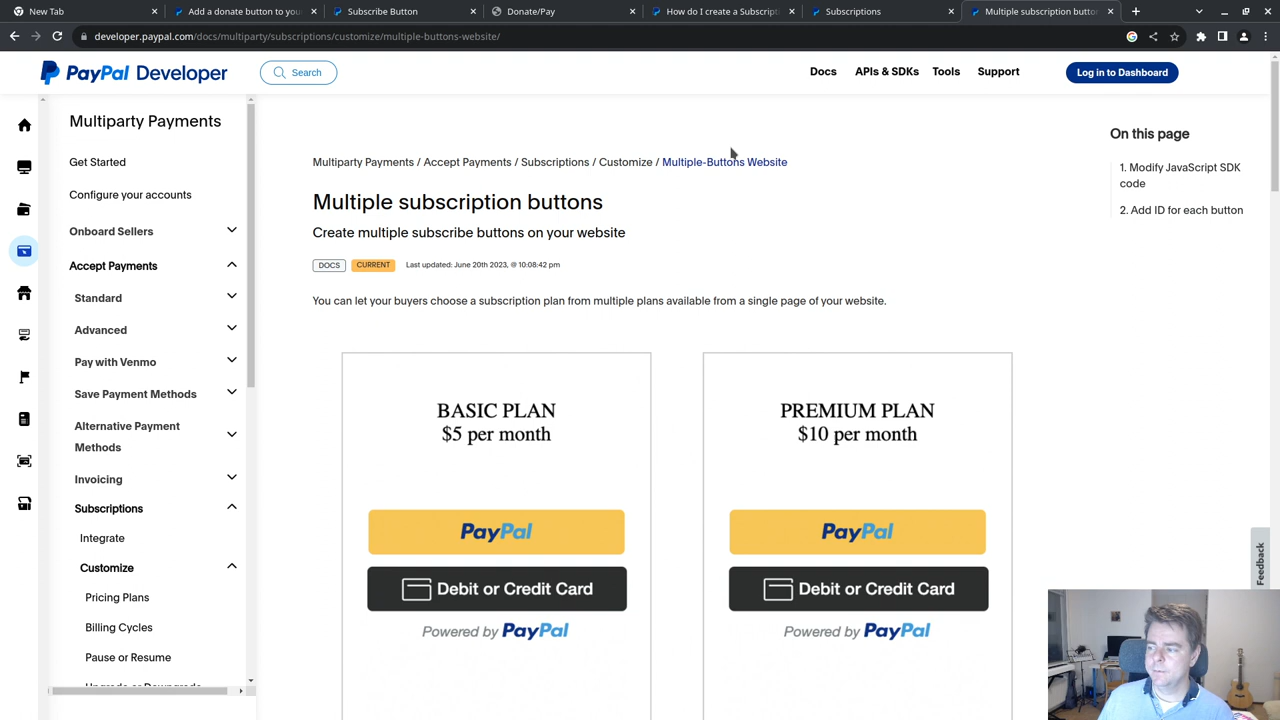 New Tab
Add a donate button to your
Subscribe Button
Donate/Pay
How do I create a Subscripti
Subscriptions
Multiple subscription button
developer.paypal.com/docs/multiparty/subscriptions/customize/multiple-buttons-website/
PayPal Developer
Search
Docs
APIs & SDKs
Tools
Support
Log in to Dashboard
Multiparty Payments
Get Started
Configure your accounts
Onboard Sellers
Accept Payments
Standard
Advanced
Pay with Venmo
Save Payment Methods
Alternative Payment
Methods
Invoicing
Subscriptions
Integrate
Customize
Pricing Plans
Billing Cycles
Pause or Resume
Upgrade or Downgrade
Multiparty Payments / Accept Payments / Subscriptions / Customize / Multiple-Buttons Website
Multiple subscription buttons
Create multiple subscribe buttons on your website
DOCS CURRENT Last updated: June 20th 2023, @ 10:08:42 pm
You can let your buyers choose a subscription plan from multiple plans available from a single page of your website.
BASIC PLAN
$5 per month
PayPal
Debit or Credit Card
Powered by PayPal
PREMIUM PLAN
$10 per month
PayPal
Debit or Credit Card
Powered by PayPal
On this page
1. Modify JavaScript SDK
code
2. Add ID for each button
Feedback